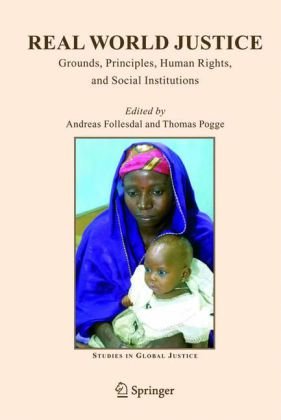 REAL WORLD JUSTICE
Grounds, Principles, Human Rights,
and Social Institutions
Edited by
Andreas Follesdal and Thomas Pogge
STUDIES IN GLOBAL JUSTICE
Springer